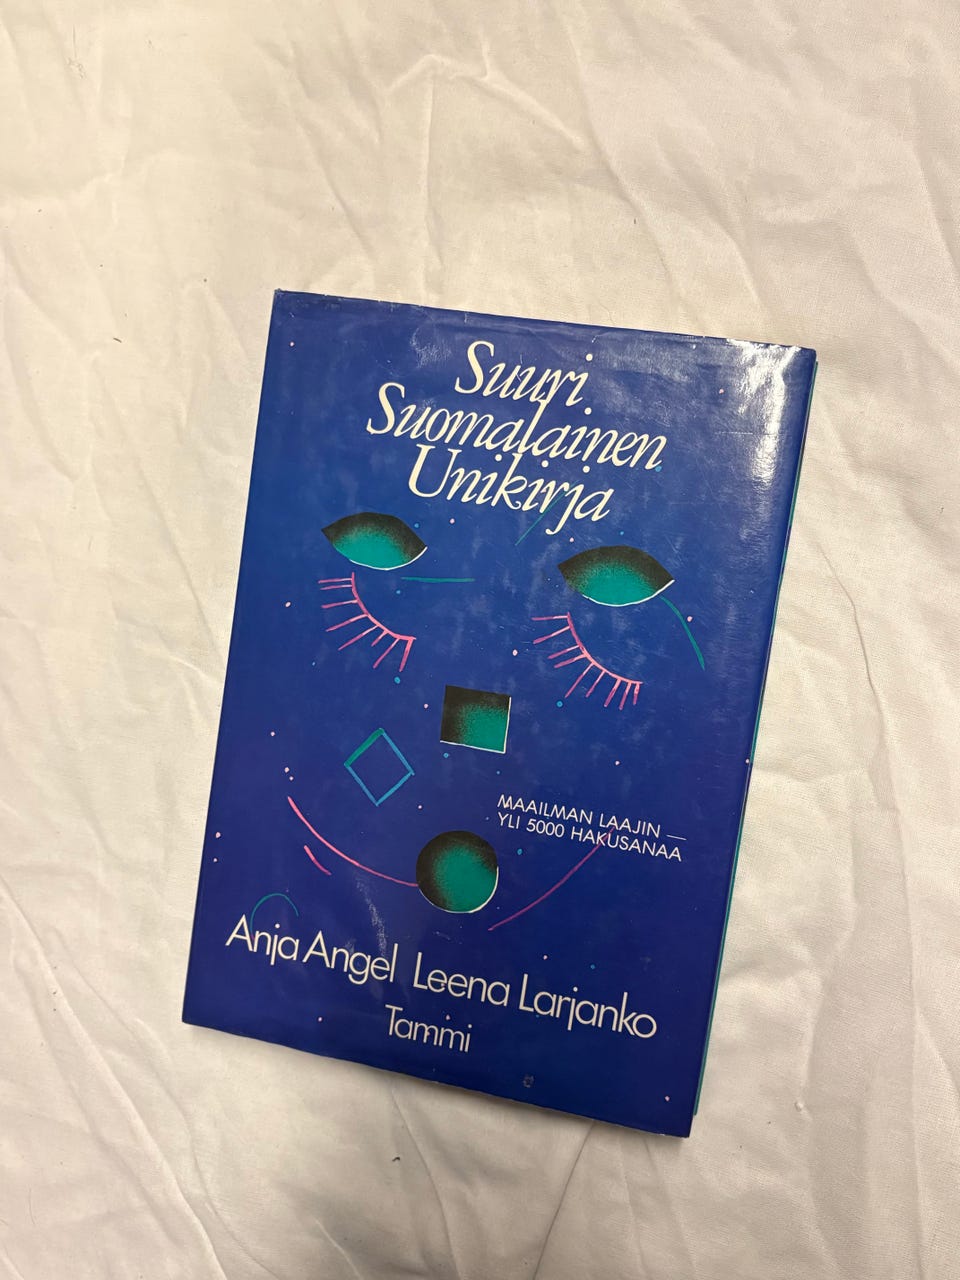 Suuri
Suomalainen
Unikirja
MAAILMAN LAAJIN —
YLI 5000 HAKUSANAA
Anja Angel Leena Larjanko
Tammi